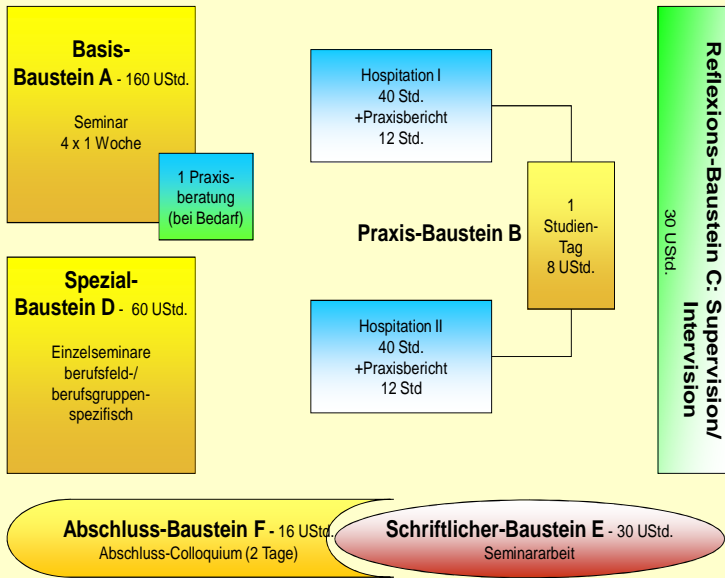 Basis-
Baustein A - 160 UStd.
Seminar
4 x 1 Woche
1 Praxis-
beratung
(bei Bedarf)
Spezial-
Baustein D - 60 UStd.
Einzelseminare
berufsfeld-/
berufsgruppen-
spezifisch
Hospitation I
40 Std.
+Praxisbericht
12 Std.
Praxis-Baustein B
1
Studien-
Tag
8 UStd.
Hospitation II
40 Std.
+Praxisbericht
12 Std
Reflexions-Baustein C: Supervision/
Intervision
30 UStd.
Abschluss-Baustein F - 16 UStd.
Abschluss-Colloquium (2 Tage)
Schriftlicher-Baustein E - 30 UStd.
Seminararbeit